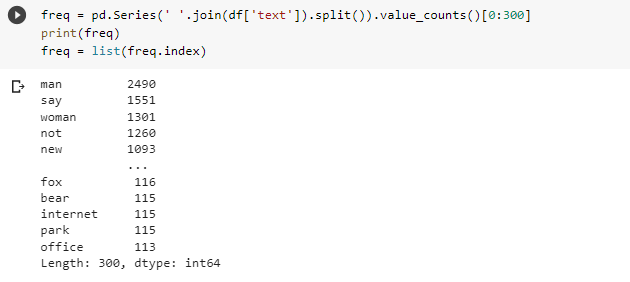 freq = pd.Series(' '.join(df['text']).split()).value_counts()[0:300]
print(freq)
freq = list(freq.index)
man 2490
say 1551
woman 1301
not 1260
new 1093
...
fox 116
bear 115
internet 115
park 115
office 113
Length: 300, dtype: int64